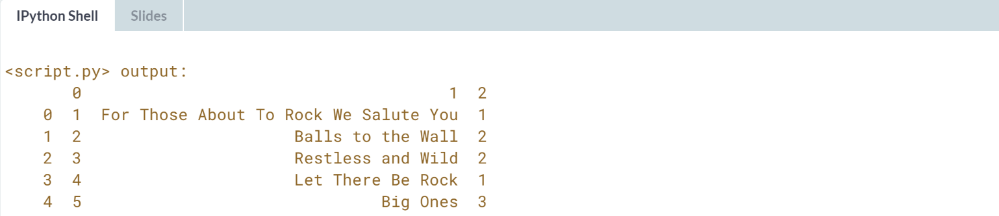 IPython Shell Slides
<script.py> output:
0 1 2
0 1 For Those About To Rock We Salute You 1
1 2 Balls to the Wall 2
2 3 Restless and Wild 2
3 4 Let There Be Rock 1
4 5 Big Ones 3